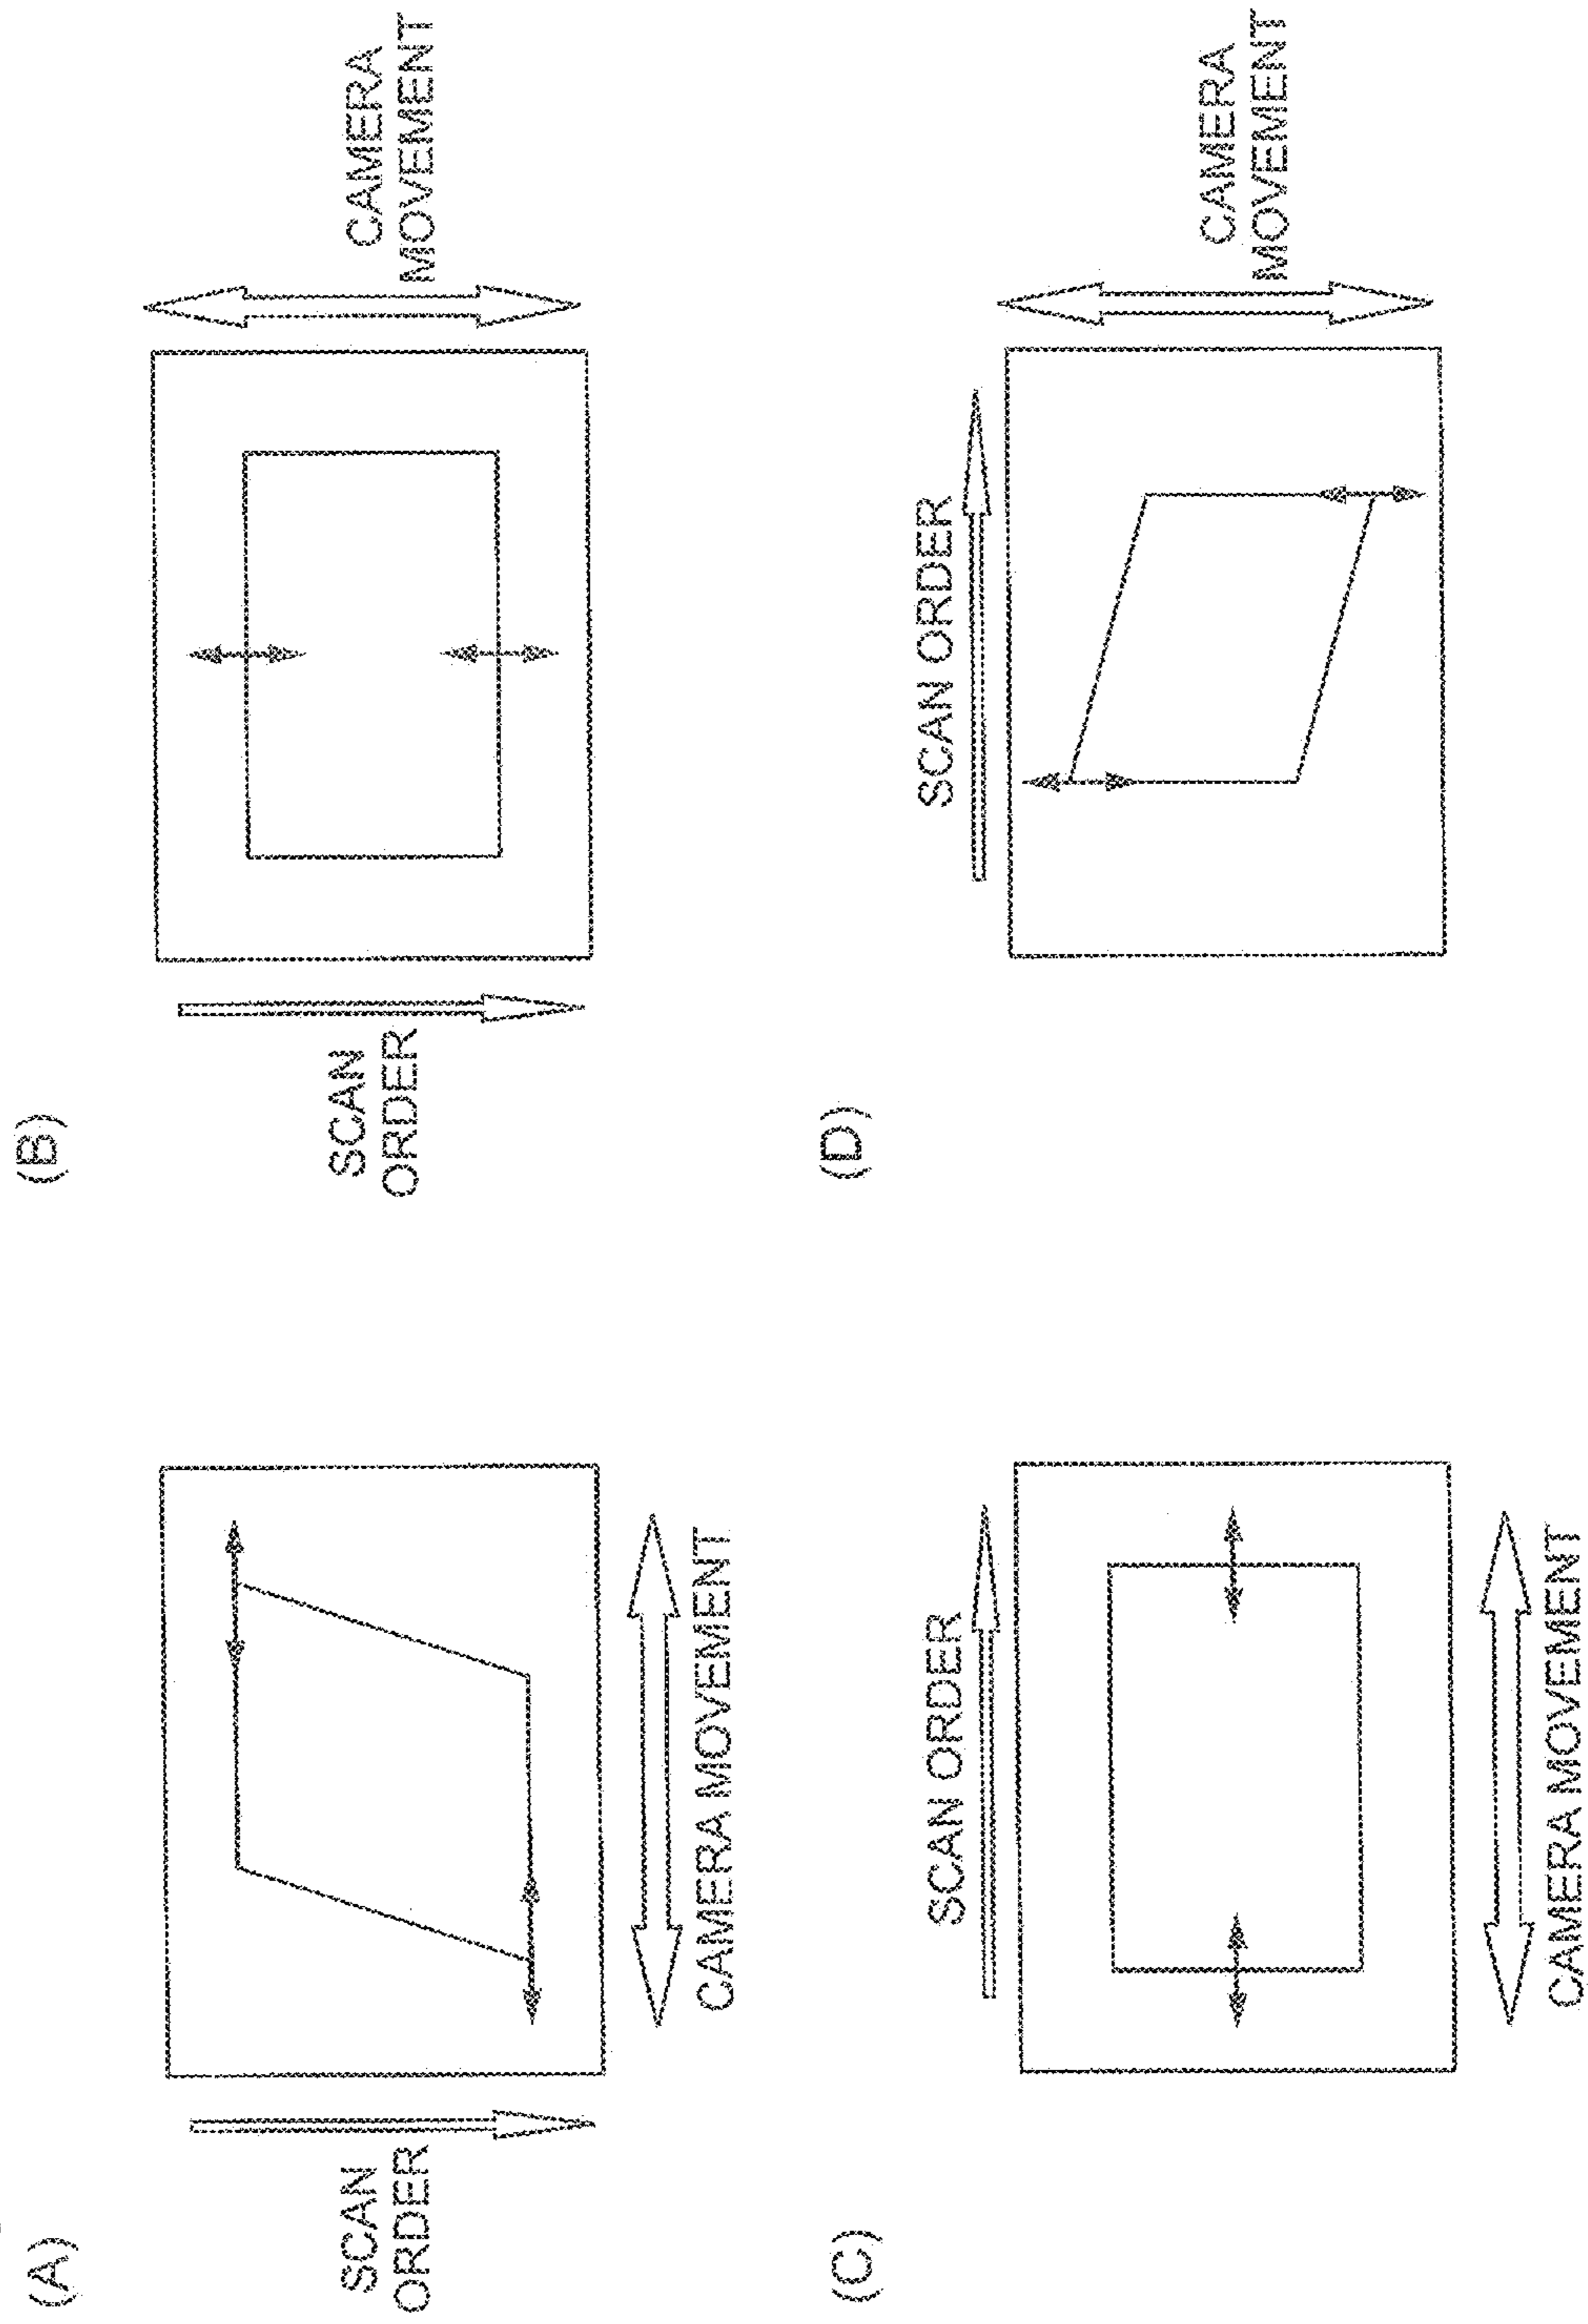 (A)
SCAN
ORDER
CAMERA MOVEMENT
(B)
SCAN
ORDER
CAMERA
MOVEMENT
(C)
SCAN ORDER
CAMERA MOVEMENT
(D)
SCAN ORDER
CAMERA
MOVEMENT